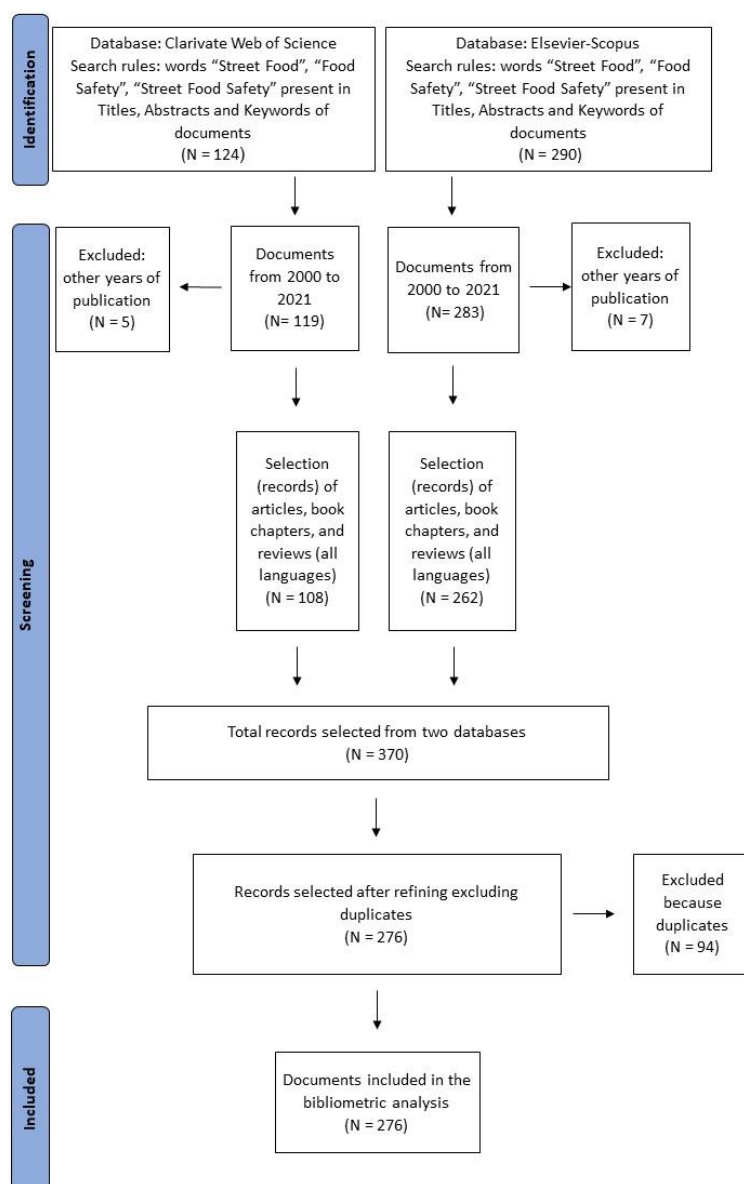 Identification
Database: Clarivate Web of Science
Search rules: words “Street Food”, “Food
Safety”, “Street Food Safety” present in
Titles, Abstracts and Keywords of
documents
(N = 124)
Database: Elsevier-Scopus
Search rules: words “Street Food”, “Food
Safety”, “Street Food Safety” present in
Titles, Abstracts and Keywords of
documents
(N = 290)
Screening
Excluded:
other years of
publication
(N = 5)
Documents
from 2000 to
2021
(N= 119)
Documents from
2000 to 2021
(N= 283)
Excluded:
other years of
publication
(N = 7)
Selection
(records) of
articles, book
chapters, and
reviews (all
languages)
(N = 108)
Selection
(records) of
articles, book
chapters, and
reviews (all
languages)
(N = 262)
Total records selected from two databases
(N = 370)
Records selected after refining excluding
duplicates
(N = 276)
Excluded
because
duplicates
(N = 94)
Included
Documents included in the
bibliometric analysis
(N = 276)